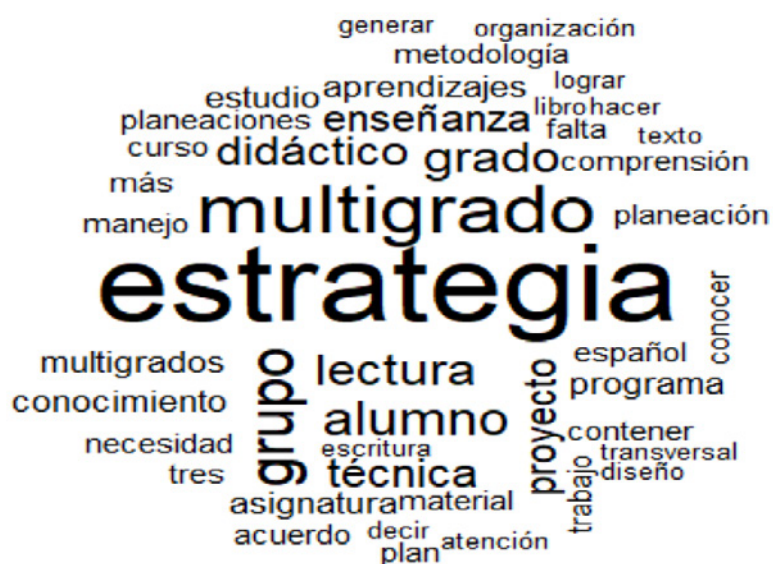 generar organización
metodología
estudio aprendizajes lograr
planeaciones enseñanza libro hacer
curso didáctico grado falta texto
más comprensión
manejo multigrado planeación
estrategia
conocer
multigrados grupo lectura proyecto español
conocimiento alumno programa
necesidad escritura contener
tres técnica trabajo transversal
diseño
asignatura material
acuerdo decir
plan atención